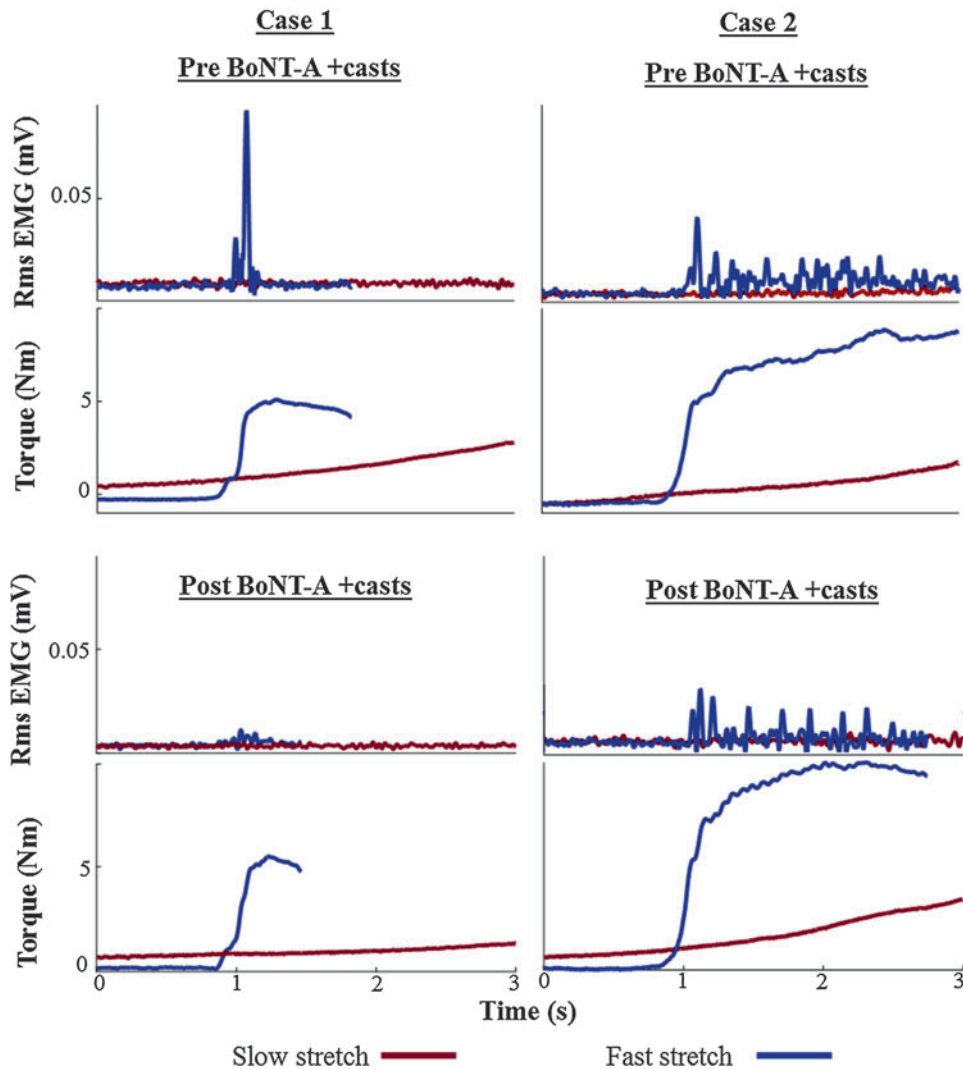 Case 1
Pre BoNT-A +casts
Case 2
Pre BoNT-A +casts
Rms EMG (mV)
0.05
Torque (Nm)
5
0
Post BoNT-A +casts
Post BoNT-A +casts
Rms EMG (mV)
0.05
Torque (Nm)
5
0
0 1 2 3
0 1 2 3
Time (s)
Slow stretch
Fast stretch